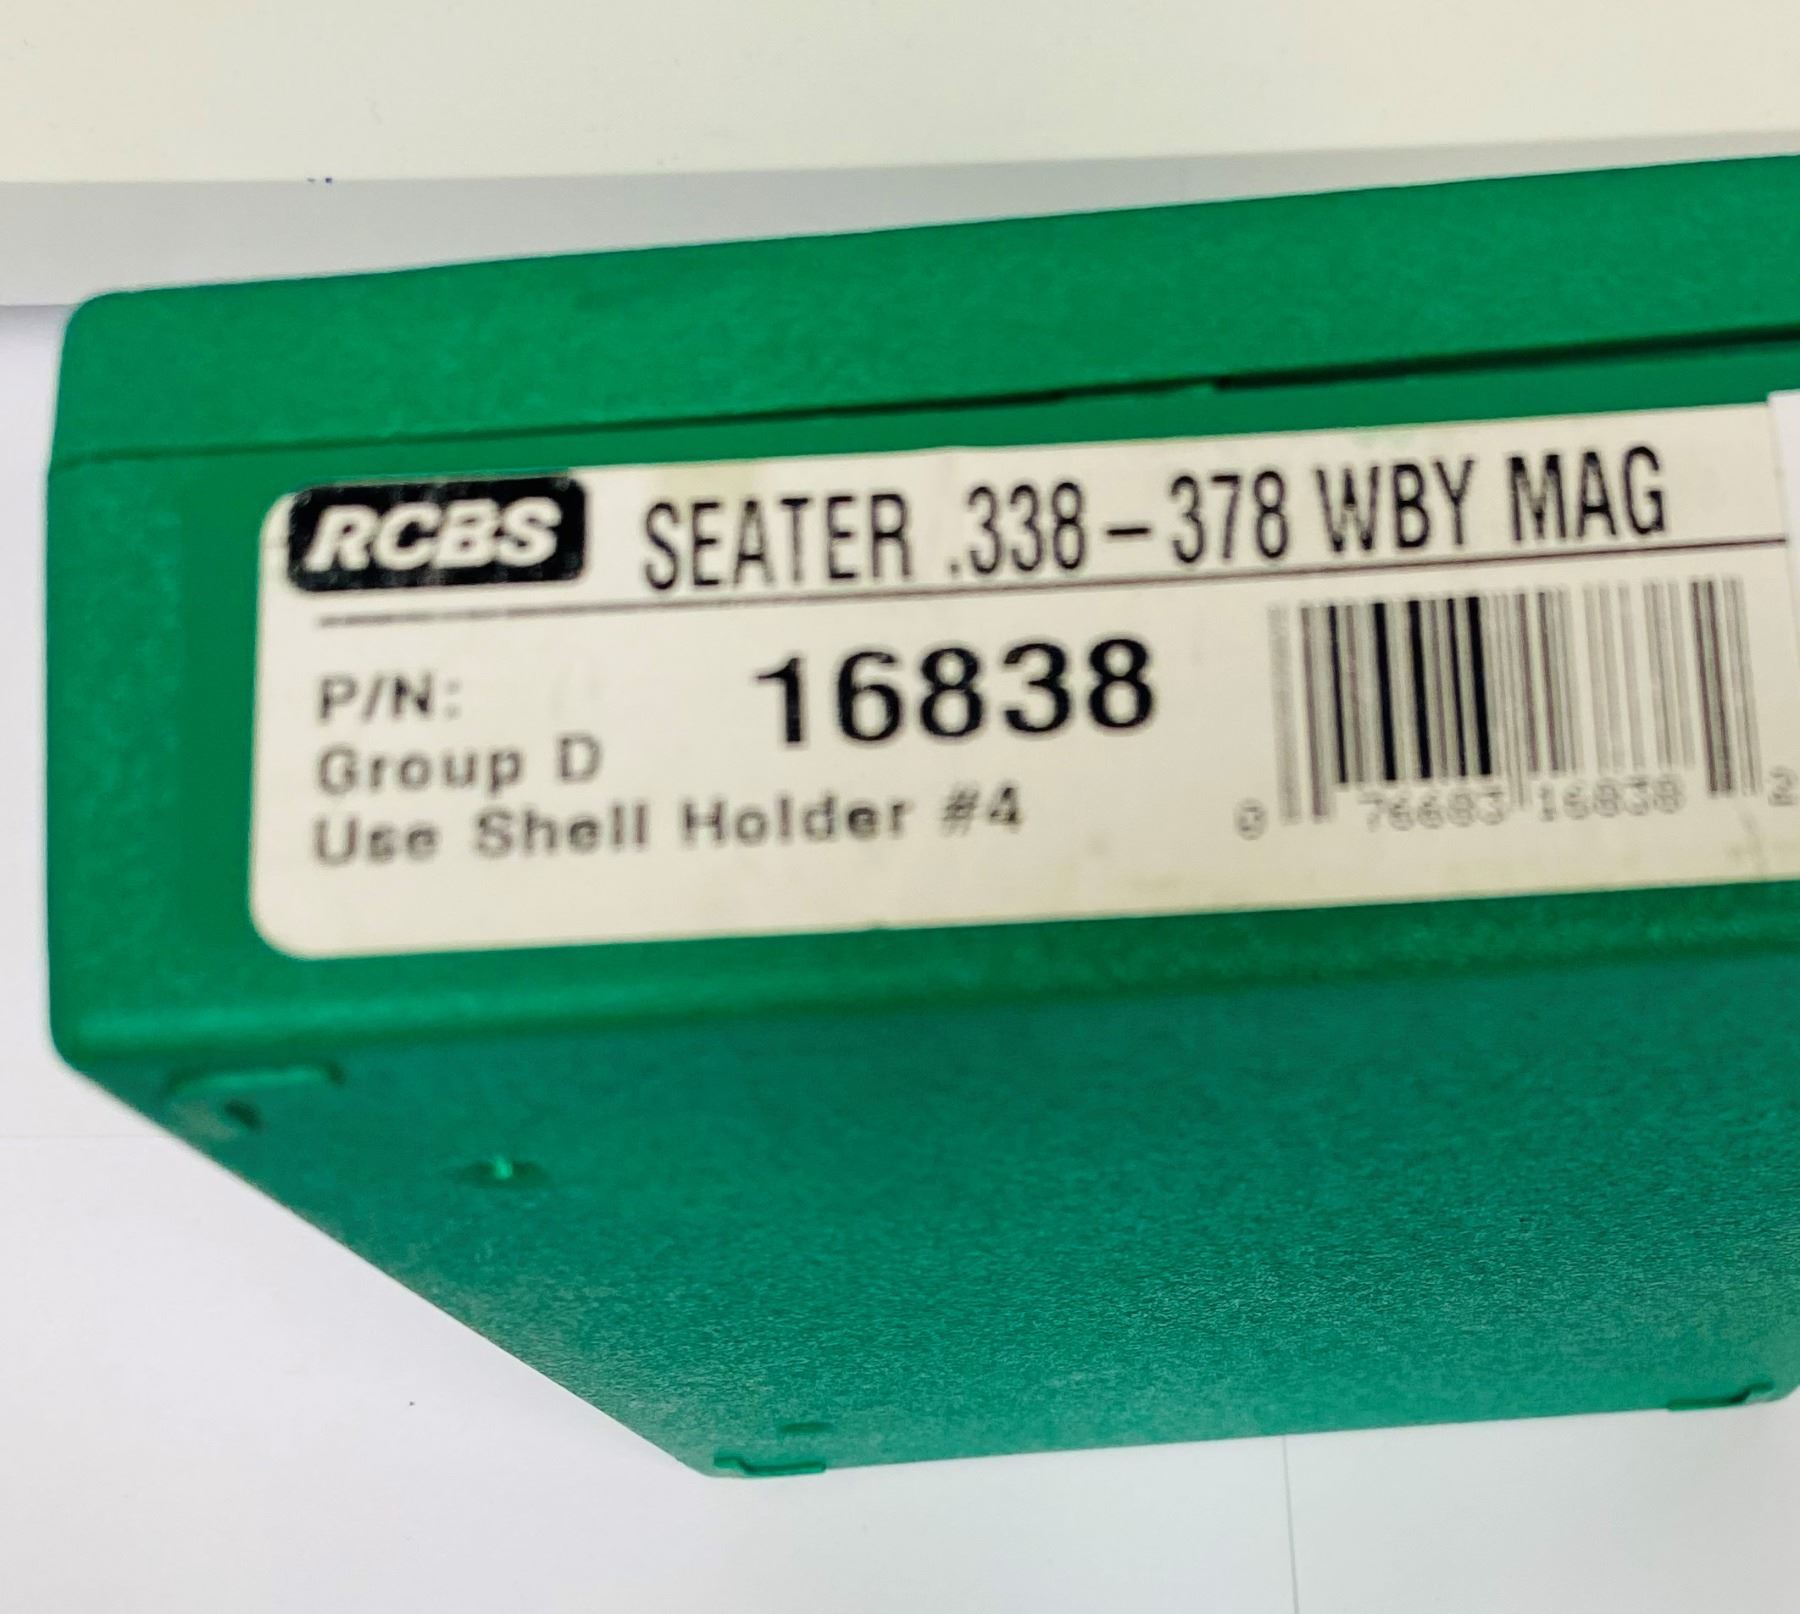 RCBS SEATER .338-378 WBY MAG
P/N: 16838
Group D
Use Shell Holder #4
0 76683 16838 2